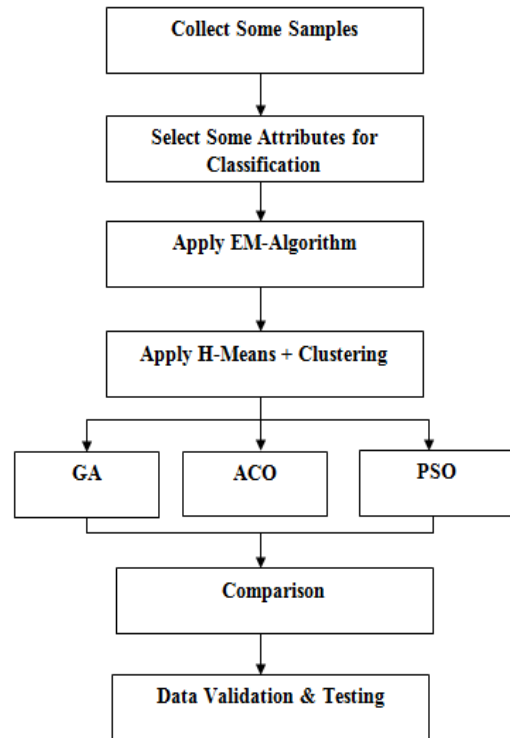 Collect Some Samples
Select Some Attributes for
Classification
Apply EM-Algorithm
Apply H-Means + Clustering
GA
ACO
PSO
Comparison
Data Validation & Testing